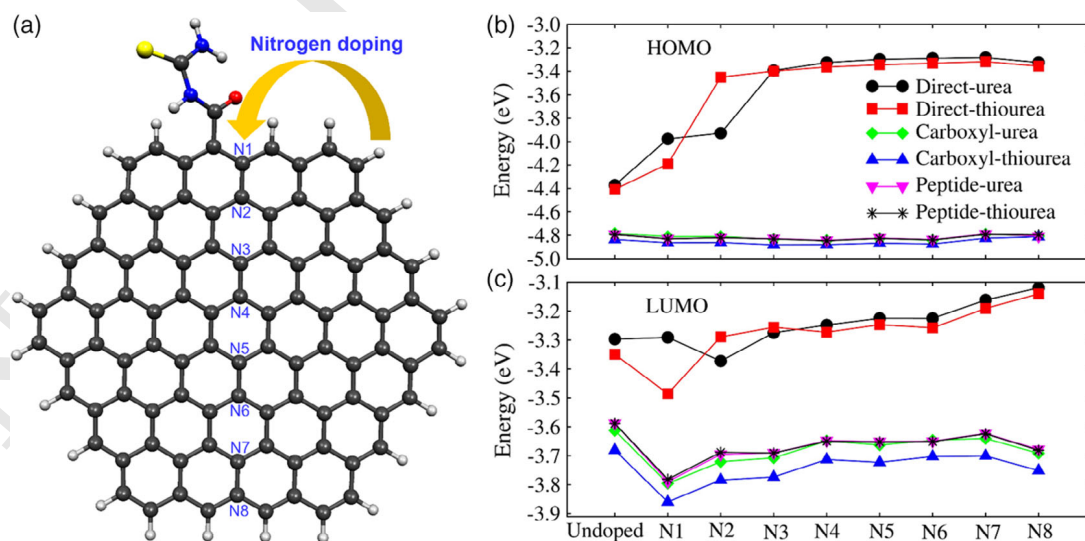 (a)
Nitrogen doping
N1
N2
N3
N4
N5
N6
N7
N8
(b)
HOMO
Energy (eV)
-3.0
-3.2
-3.4
-3.6
-3.8
-4.0
-4.2
-4.4
-4.6
-4.8
-5.0
Direct-urea
Direct-thiourea
Carboxyl-urea
Carboxyl-thiourea
Peptide-urea
Peptide-thiourea
(c)
LUMO
Energy (eV)
-3.1
-3.2
-3.3
-3.4
-3.5
-3.6
-3.7
-3.8
-3.9
Undoped N1 N2 N3 N4 N5 N6 N7 N8